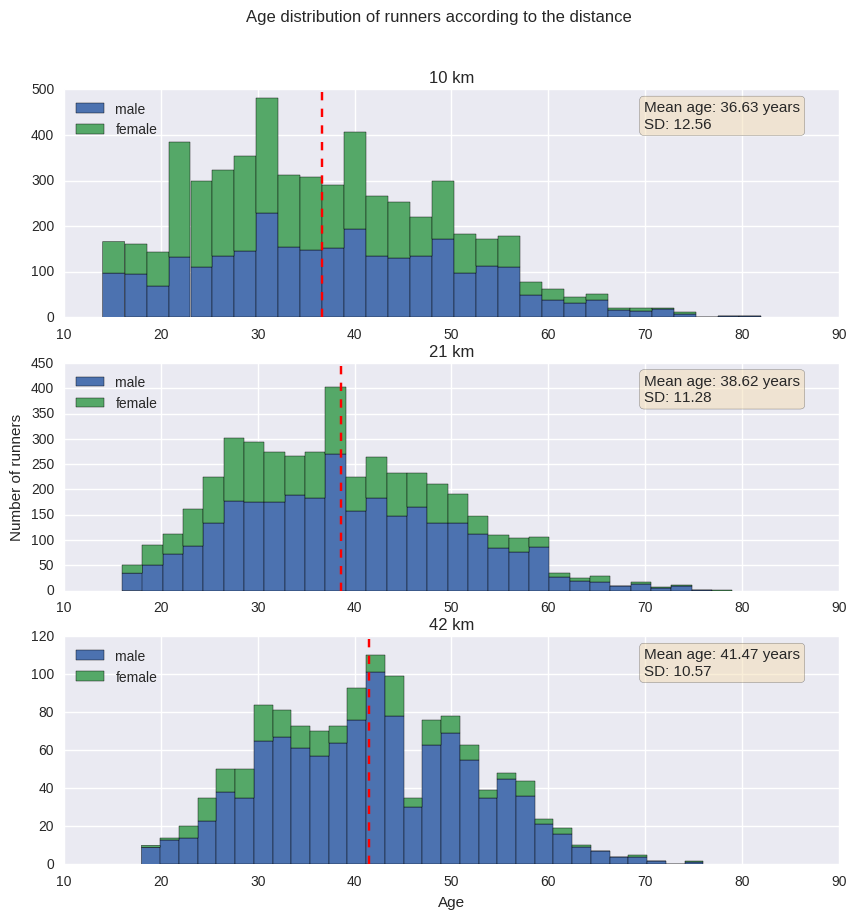 Age distribution of runners according to the distance
10 km
500
400
300
200
100
0
male
female
Mean age: 36.63 years
SD: 12.56
10 20 30 40 50 60 70 80 90
21 km
450
400
350
300
250
200
150
100
50
0
male
female
Mean age: 38.62 years
SD: 11.28
Number of runners
10 20 30 40 50 60 70 80 90
42 km
120
100
80
60
40
20
0
male
female
Mean age: 41.47 years
SD: 10.57
10 20 30 40 50 60 70 80 90
Age